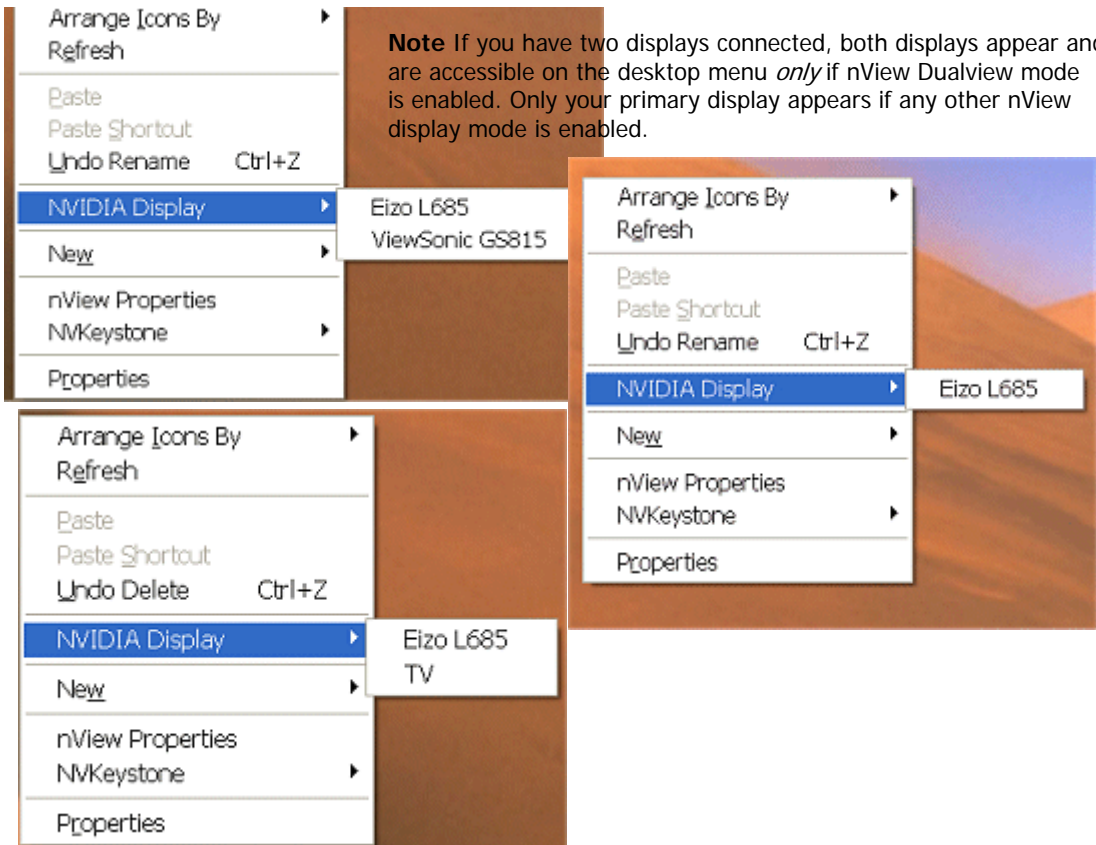 Arrange Icons By
Refresh
Paste
Paste Shortcut
Undo Rename Ctrl+Z
NVIDIA Display
Eizo L685
ViewSonic GS815
New
nView Properties
NVKeystone
Properties
Note If you have two displays connected, both displays appear and
are accessible on the desktop menu only if nView Dualview mode
is enabled. Only your primary display appears if any other nView
display mode is enabled.
Arrange Icons By
Refresh
Paste
Paste Shortcut
Undo Rename Ctrl+Z
NVIDIA Display
Eizo L685
New
nView Properties
NVKeystone
Properties
Arrange Icons By
Refresh
Paste
Paste Shortcut
Undo Delete Ctrl+Z
NVIDIA Display
Eizo L685
TV
New
nView Properties
NVKeystone
Properties